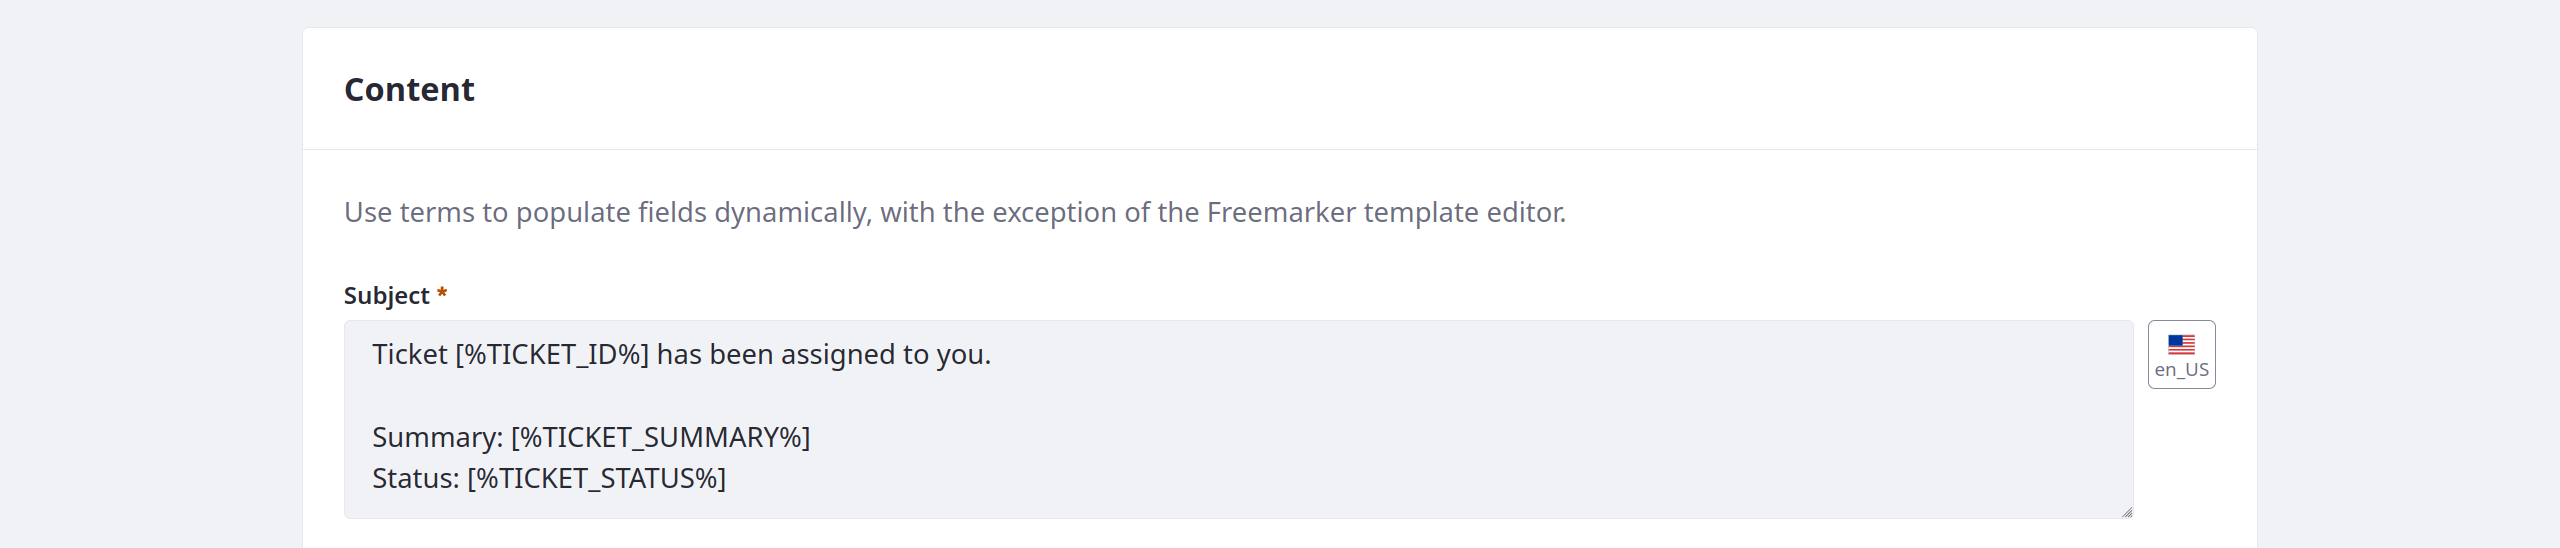 Content
Use terms to populate fields dynamically, with the exception of the Freemarker template editor.
Subject *
Ticket [%TICKET_ID%] has been assigned to you.
Summary: [%TICKET_SUMMARY%]
Status: [%TICKET_STATUS%]
en_US